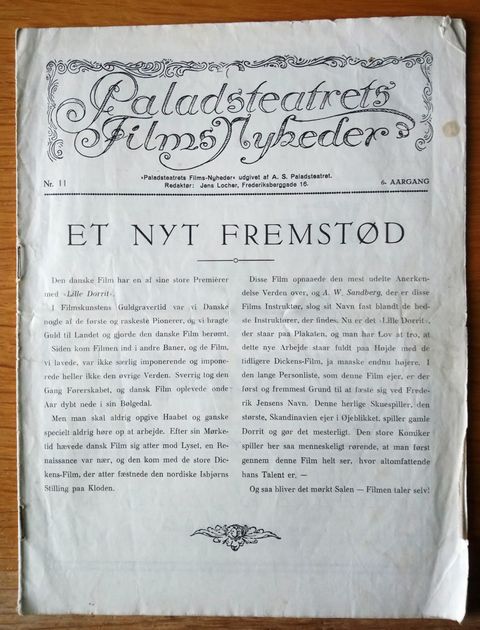 Paladsteatrets
Films Nyheder
»Paladsteatrets Films-Nyheder« udgivet af A. S. Paladsteatret.
Nr. 11
Redaktør: Jens Locher, Frederiksberggade 16.
6. AARGANG
ET NYT FREMSTØD
Den danske Film har en af sine store Premièrer
med »Lille Dorrit«.
I Filmskunstens Guldgravertid var vi Danske
nogle af de første og raskeste Pionerer, og vi bragte
Guld til Landet og gjorde den danske Film berømt.
Siden kom Filmen ind i andre Baner, og de Film,
vi lavede, var ikke særlig imponerende og impone-
rede heller ikke den øvrige Verden. Sverrig tog den
Gang Førerskabet, og dansk Film oplevede onde
Aar dybt nede i sin Bølgedal.
Men man skal aldrig opgive Haabet og ganske
specielt aldrig høre op at arbejde. Efter sin Mørke-
tid hævede dansk Film sig atter mod Lyset, en Re-
naissance var nær, og den kom med de store Dic-
kens-Film, der atter fæstnede den nordiske Isbjørns
Stilling paa Kloden.
Disse Film opnaaede den mest udelte Anerken-
delse Verden over, og A. W. Sandberg, der er disse
Films Instruktør, slog sit Navn fast blandt de bed-
ste Instruktører, der findes. Nu er det »Lille Dorrit«,
der staar paa Plakaten, og man har Lov at tro, at
dette nye Arbejde staar fuldt paa Højde med de
tidligere Dickens-Film, ja maaske endnu højere. I
den lange Personliste, som denne Film ejer, er der
først og fremmest Grund til at fæste sig ved Frede-
rik Jensens Navn. Denne herlige Skuespiller, den
største, Skandinavien ejer i Øjeblikket, spiller gamle
Dorrit og gør det mesterligt. Den store Komiker
spiller her saa menneskeligt rørende, at man først
gennem denne Film helt ser, hvor altomfattende
hans Talent er. —
Og saa bliver det mørkt Salen — Filmen taler selv!